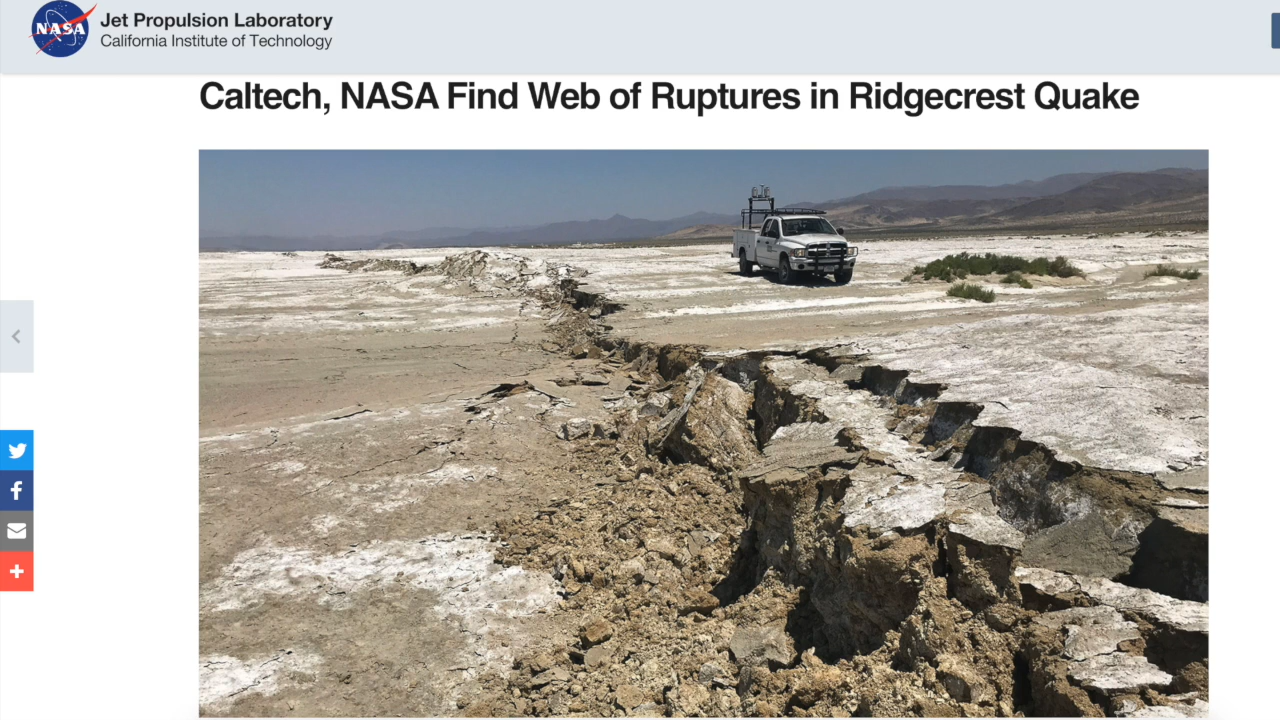 NASA
Jet Propulsion Laboratory
California Institute of Technology
Caltech, NASA Find Web of Ruptures in Ridgecrest Quake